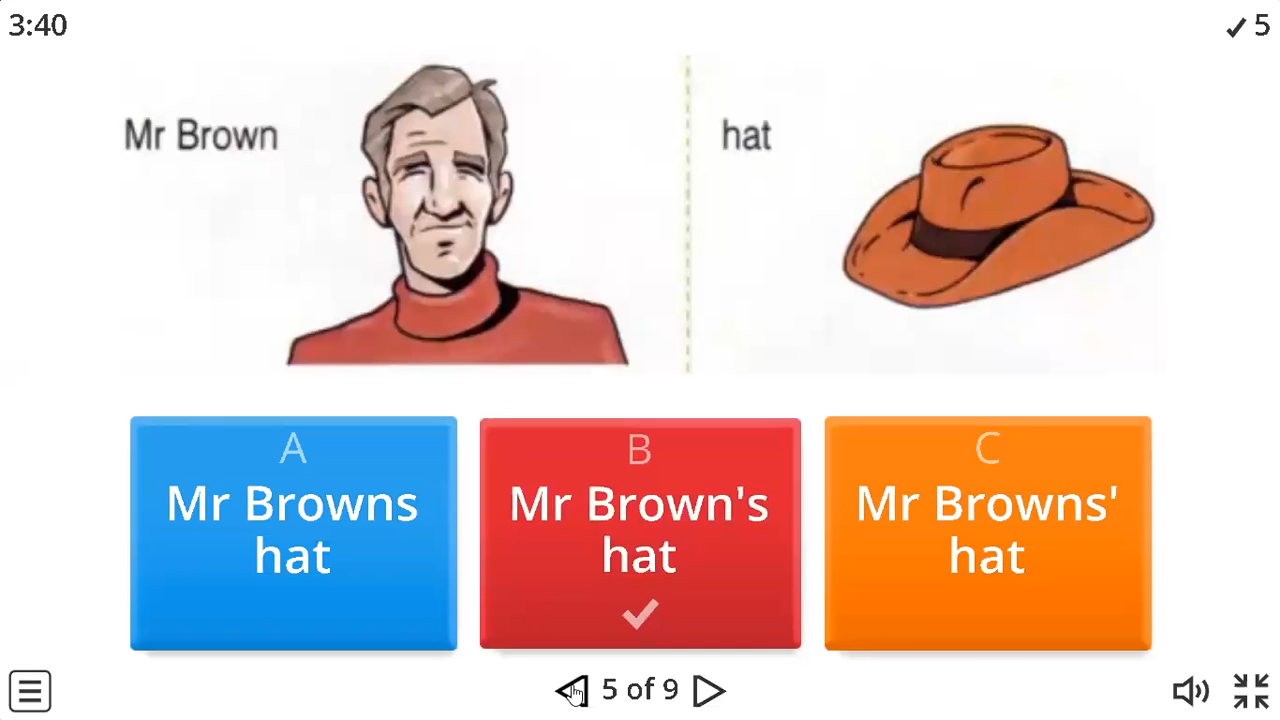 3:40
✓ 5
Mr Brown
hat
A
Mr Browns
hat
B
Mr Brown's
hat
C
Mr Browns'
hat
5 of 9